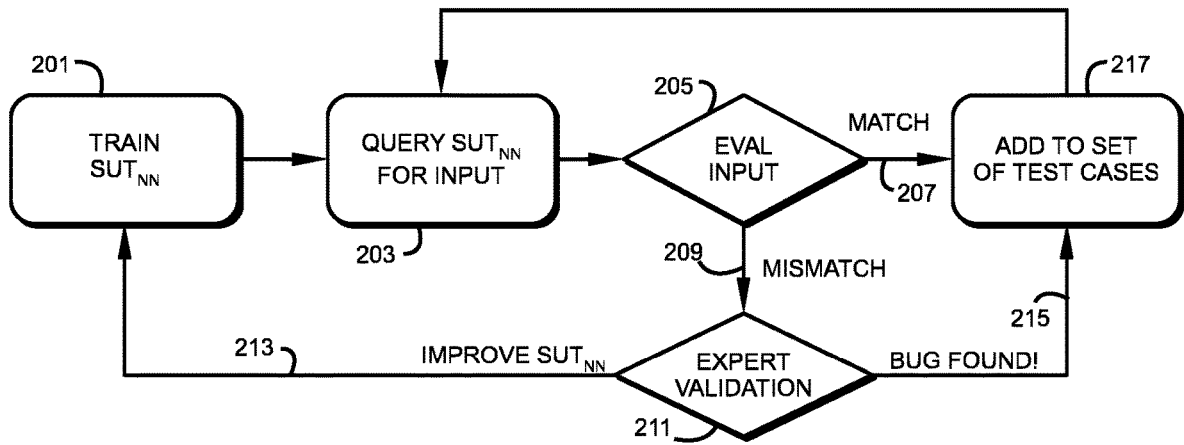 201
TRAIN
SUT_NN
QUERY SUT_NN
FOR INPUT
203
205
EVAL
INPUT
MATCH
207
217
ADD TO SET
OF TEST CASES
209
MISMATCH
213
IMPROVE SUT_NN
EXPERT
VALIDATION
211
BUG FOUND!
215